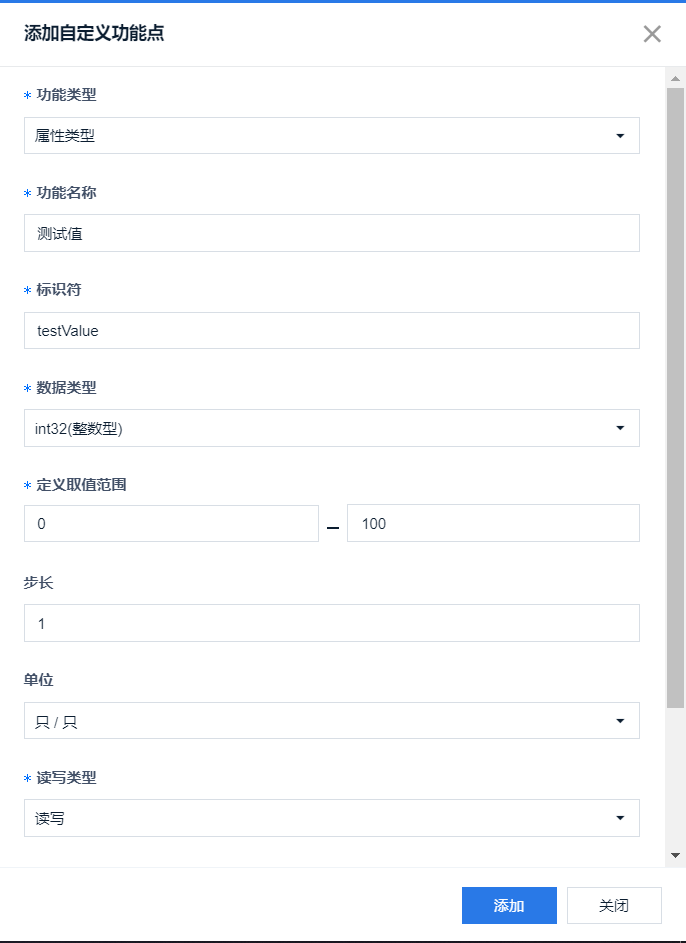 添加自定义功能点
* 功能类型
属性类型
* 功能名称
测试值
* 标识符
testValue
* 数据类型
int32(整数型)
* 定义取值范围
0 – 100
步长
1
单位
只 / 只
* 读写类型
读写
添加 关闭